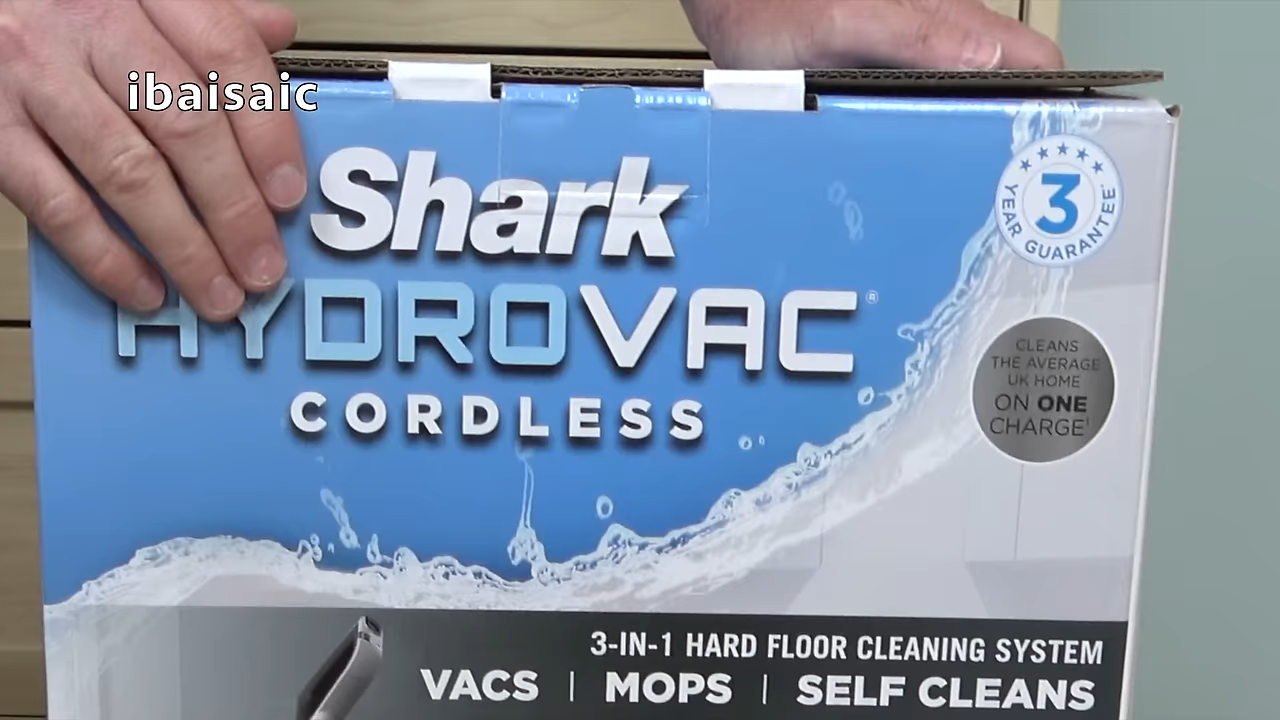 ibaisaic
Shark
HYDROVAC®
CORDLESS
3
YEAR GUARANTEE™
CLEANS
THE AVERAGE
UK HOME
ON ONE
CHARGE†
3-IN-1 HARD FLOOR CLEANING SYSTEM
VACS | MOPS | SELF CLEANS